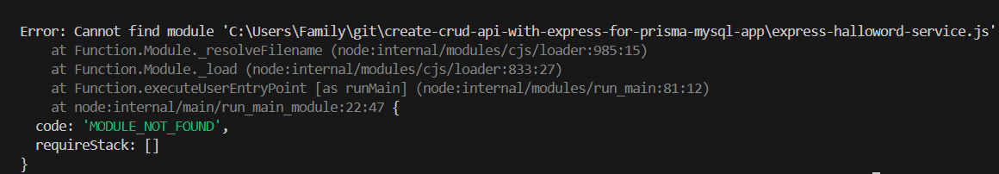 Error: Cannot find module 'C:\Users\Family\git\create-crud-api-with-express-for-prisma-mysql-app\express-halloword-service.js'
at Function.Module._resolveFilename (node:internal/modules/cjs/loader:985:15)
at Function.Module._load (node:internal/modules/cjs/loader:833:27)
at Function.executeUserEntryPoint [as runMain] (node:internal/modules/run_main:81:12)
at node:internal/main/run_main_module:22:47 {
code: 'MODULE_NOT_FOUND',
requireStack: []
}